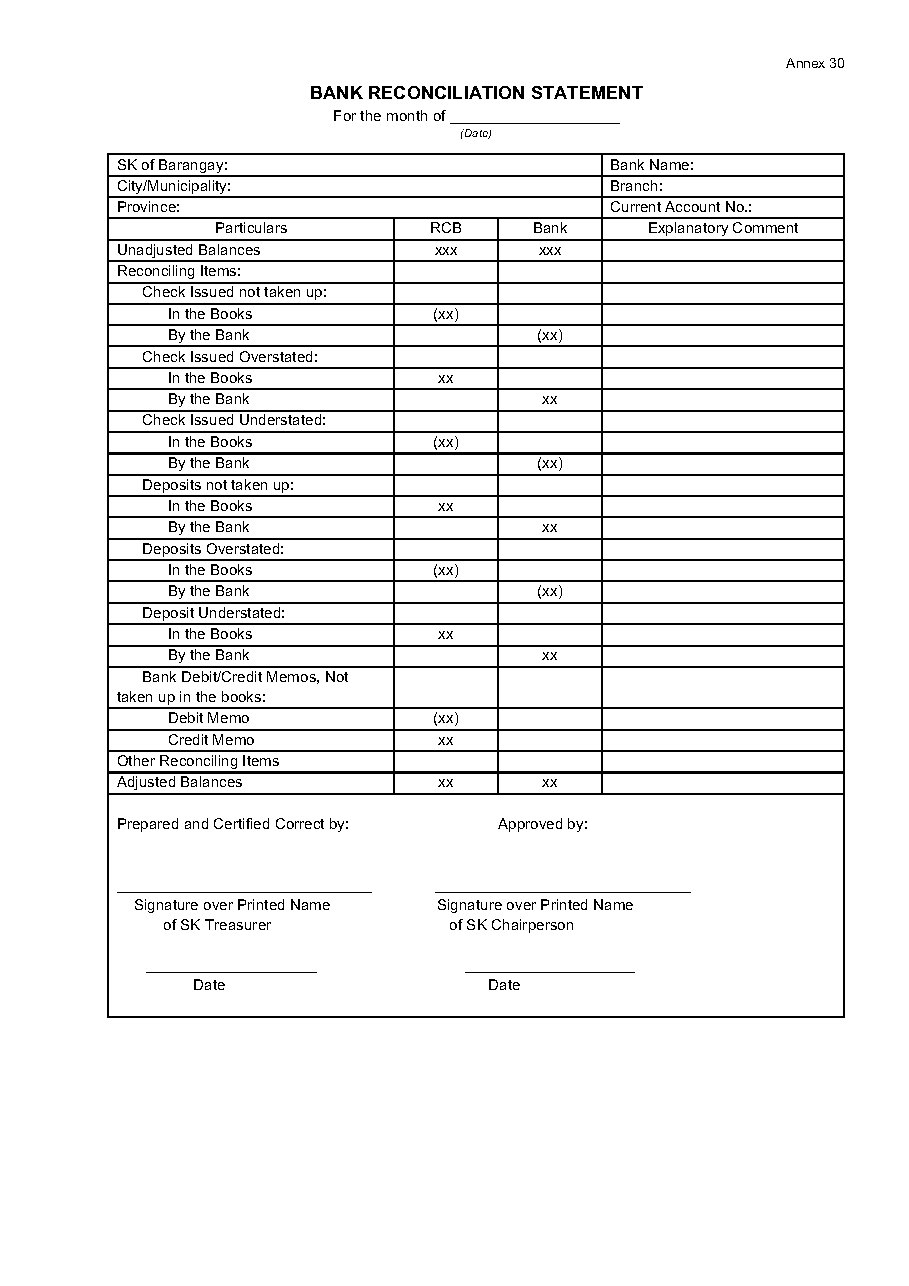 Annex 30
BANK RECONCILIATION STATEMENT
For the month of ____________________
(Date)
SK of Barangay: Bank Name:
City/Municipality: Branch:
Province: Current Account No.:
Particulars RCB Bank Explanatory Comment
Unadjusted Balances xxx xxx
Reconciling Items:
Check Issued not taken up:
In the Books (xx)
By the Bank (xx)
Check Issued Overstated:
In the Books xx
By the Bank xx
Check Issued Understated:
In the Books (xx)
By the Bank (xx)
Deposits not taken up:
In the Books xx
By the Bank xx
Deposits Overstated:
In the Books (xx)
By the Bank (xx)
Deposit Understated:
In the Books xx
By the Bank xx
Bank Debit/Credit Memos, Not
taken up in the books:
Debit Memo (xx)
Credit Memo xx
Other Reconciling Items
Adjusted Balances xx xx
Prepared and Certified Correct by: Approved by:
______________________________ ______________________________
Signature over Printed Name Signature over Printed Name
of SK Treasurer of SK Chairperson
____________________ ____________________
Date Date